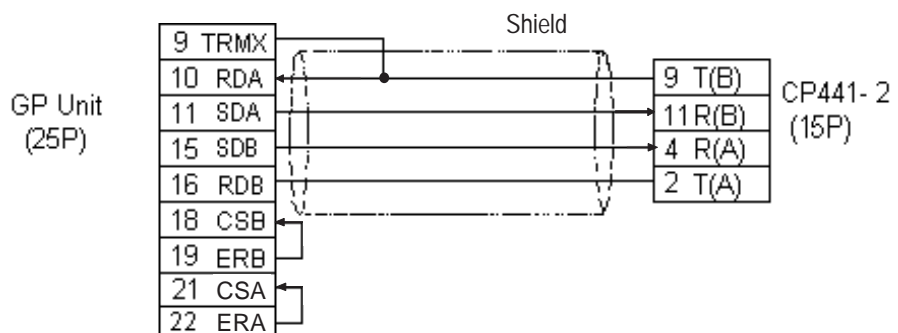 Shield
GP Unit
(25P)
9 TRMX
10 RDA
11 SDA
15 SDB
16 RDB
18 CSB
19 ERB
21 CSA
22 ERA
9 T(B)
11 R(B)
4 R(A)
2 T(A)
CP441-2
(15P)